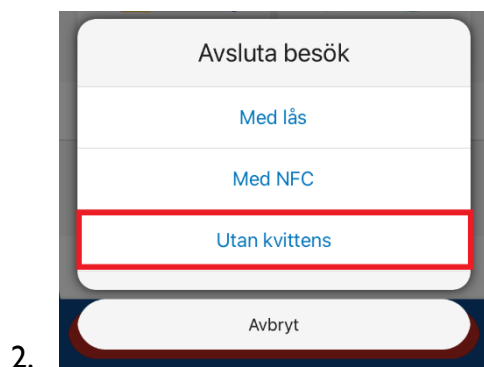 Avsluta besök
Med lås
Med NFC
Utan kvittens
Avbryt
2.